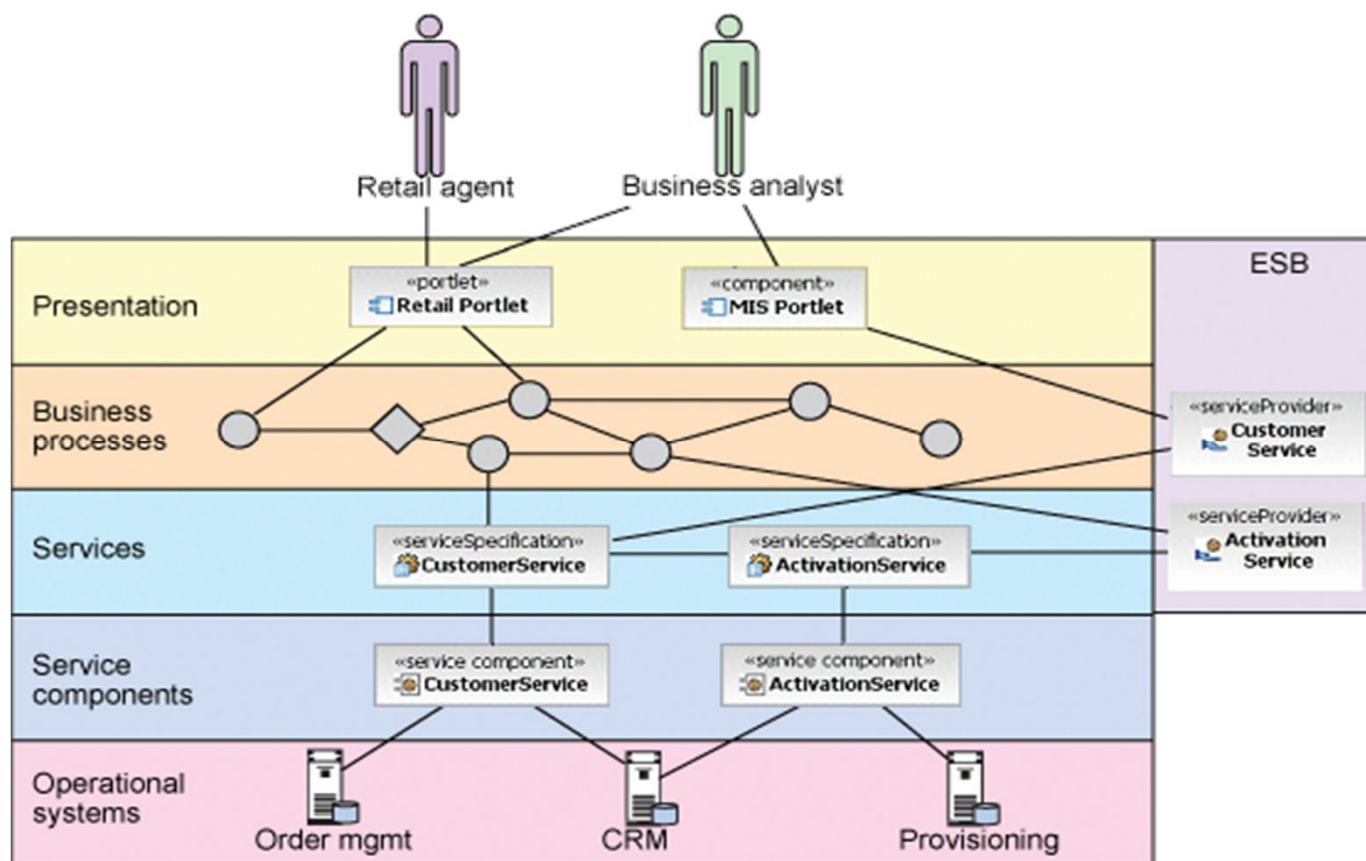 Retail agent
Business analyst
ESB
«portlet»
Retail Portlet
«component»
MIS Portlet
Presentation
Business
processes
«serviceProvider»
Customer
Service
«serviceProvider»
Activation
Service
Services
«serviceSpecification»
CustomerService
«serviceSpecification»
ActivationService
Service
components
«service component»
CustomerService
«service component»
ActivationService
Operational
systems
Order mgmt
CRM
Provisioning